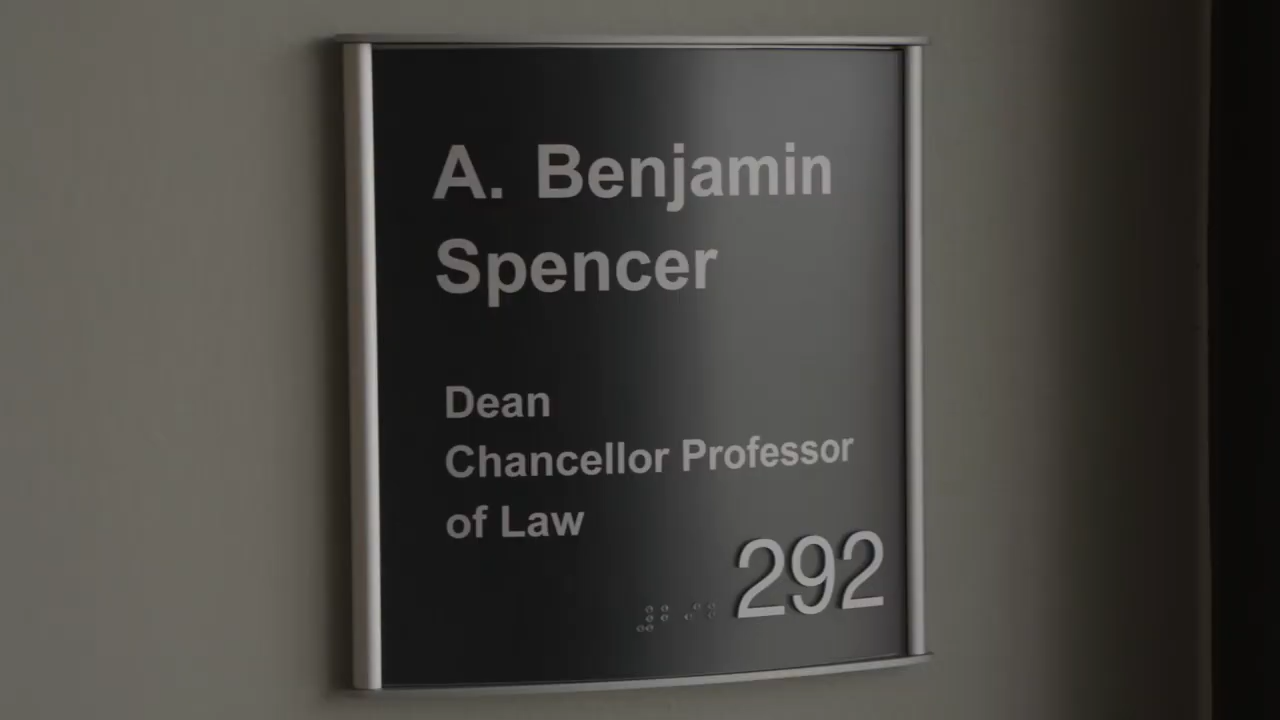 A. Benjamin
Spencer
Dean
Chancellor Professor
of Law
292